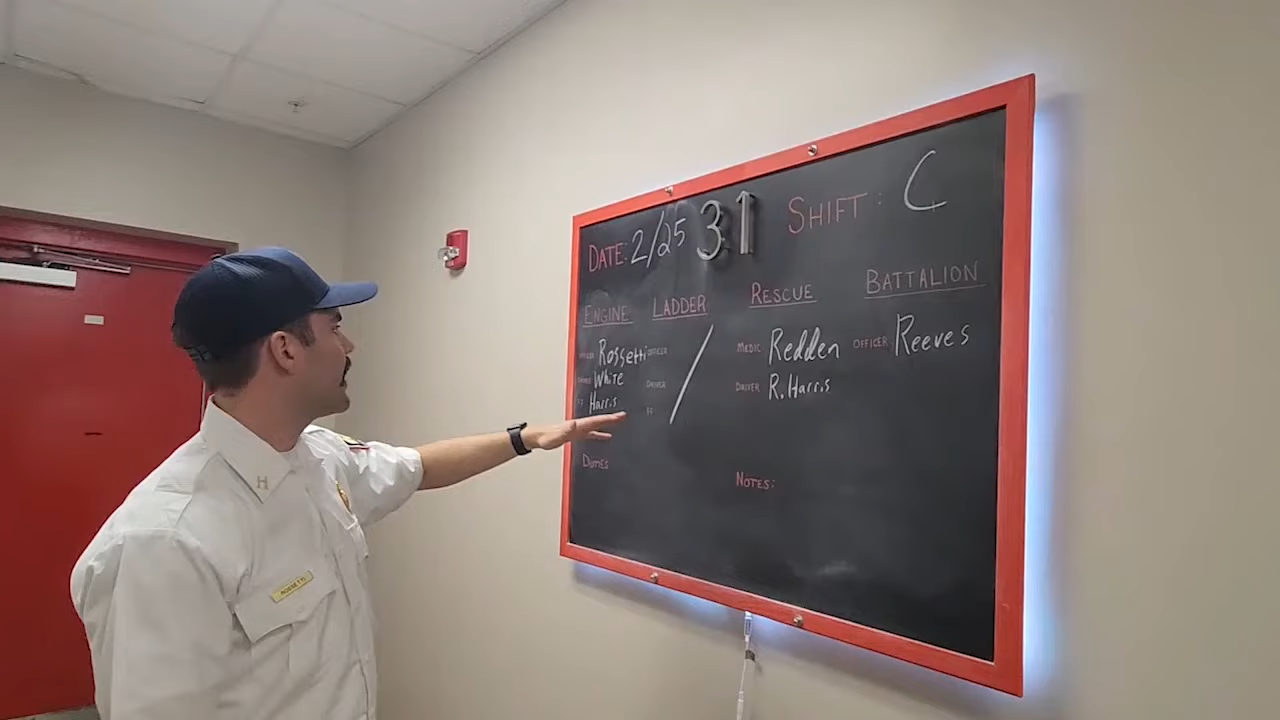 DATE: 2/25 31 SHIFT: C
ENGINE LADDER RESCUE BATTALION
OFFICER Rossetti OFFICER MEDIC Redden OFFICER Reeves
DRIVER White DRIVER DRIVER R. Harris
FF Harris FF
DUTIES
NOTES:
H
ROSSETTI